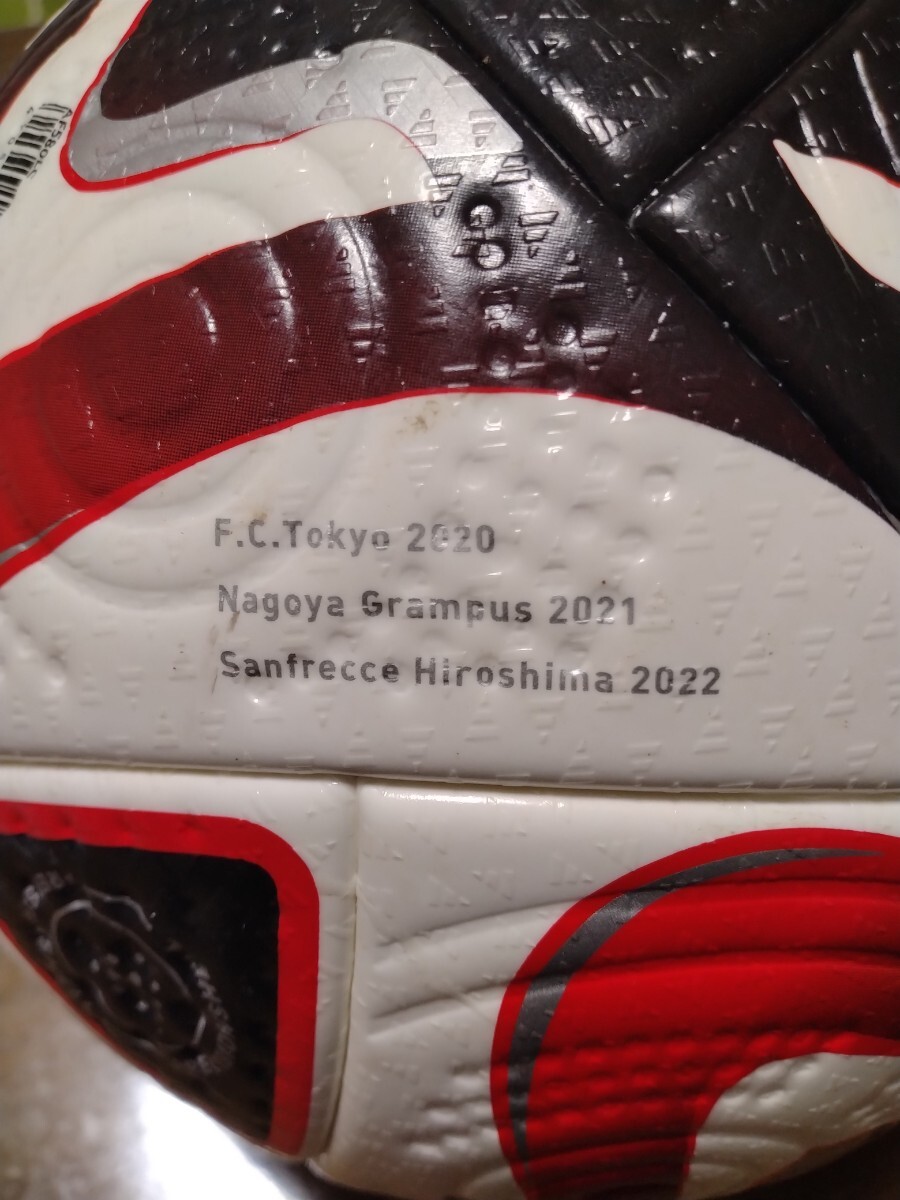 F.C.Tokyo 2020
Nagoya Grampus 2021
Sanfrecce Hiroshima 2022